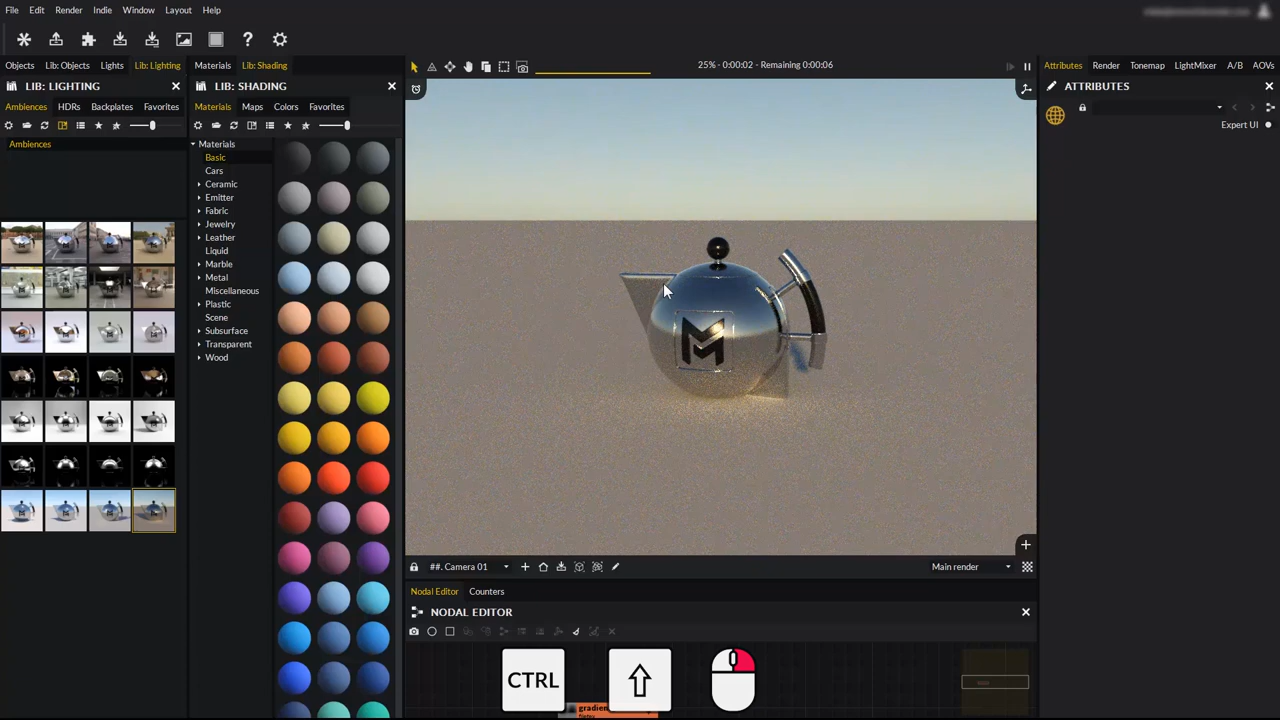 File Edit Render Indie Window Layout Help
Objects Lib: Objects Lights Lib: Lighting
Materials Lib: Shading
25% - 0:00:02 - Remaining 0:00:06
Attributes Render Tonemap LightMixer A/B AOVs
LIB: LIGHTING
LIB: SHADING
ATTRIBUTES
Ambiences HDRs Backplates Favorites
Materials Maps Colors Favorites
Expert UI
Ambiences
Materials
Basic
Cars
Ceramic
Emitter
Fabric
Jewelry
Leather
Liquid
Marble
Metal
Miscellaneous
Plastic
Scene
Subsurface
Transparent
Wood
M
##. Camera 01
Main render
Nodal Editor Counters
NODAL EDITOR
CTRL
gradien